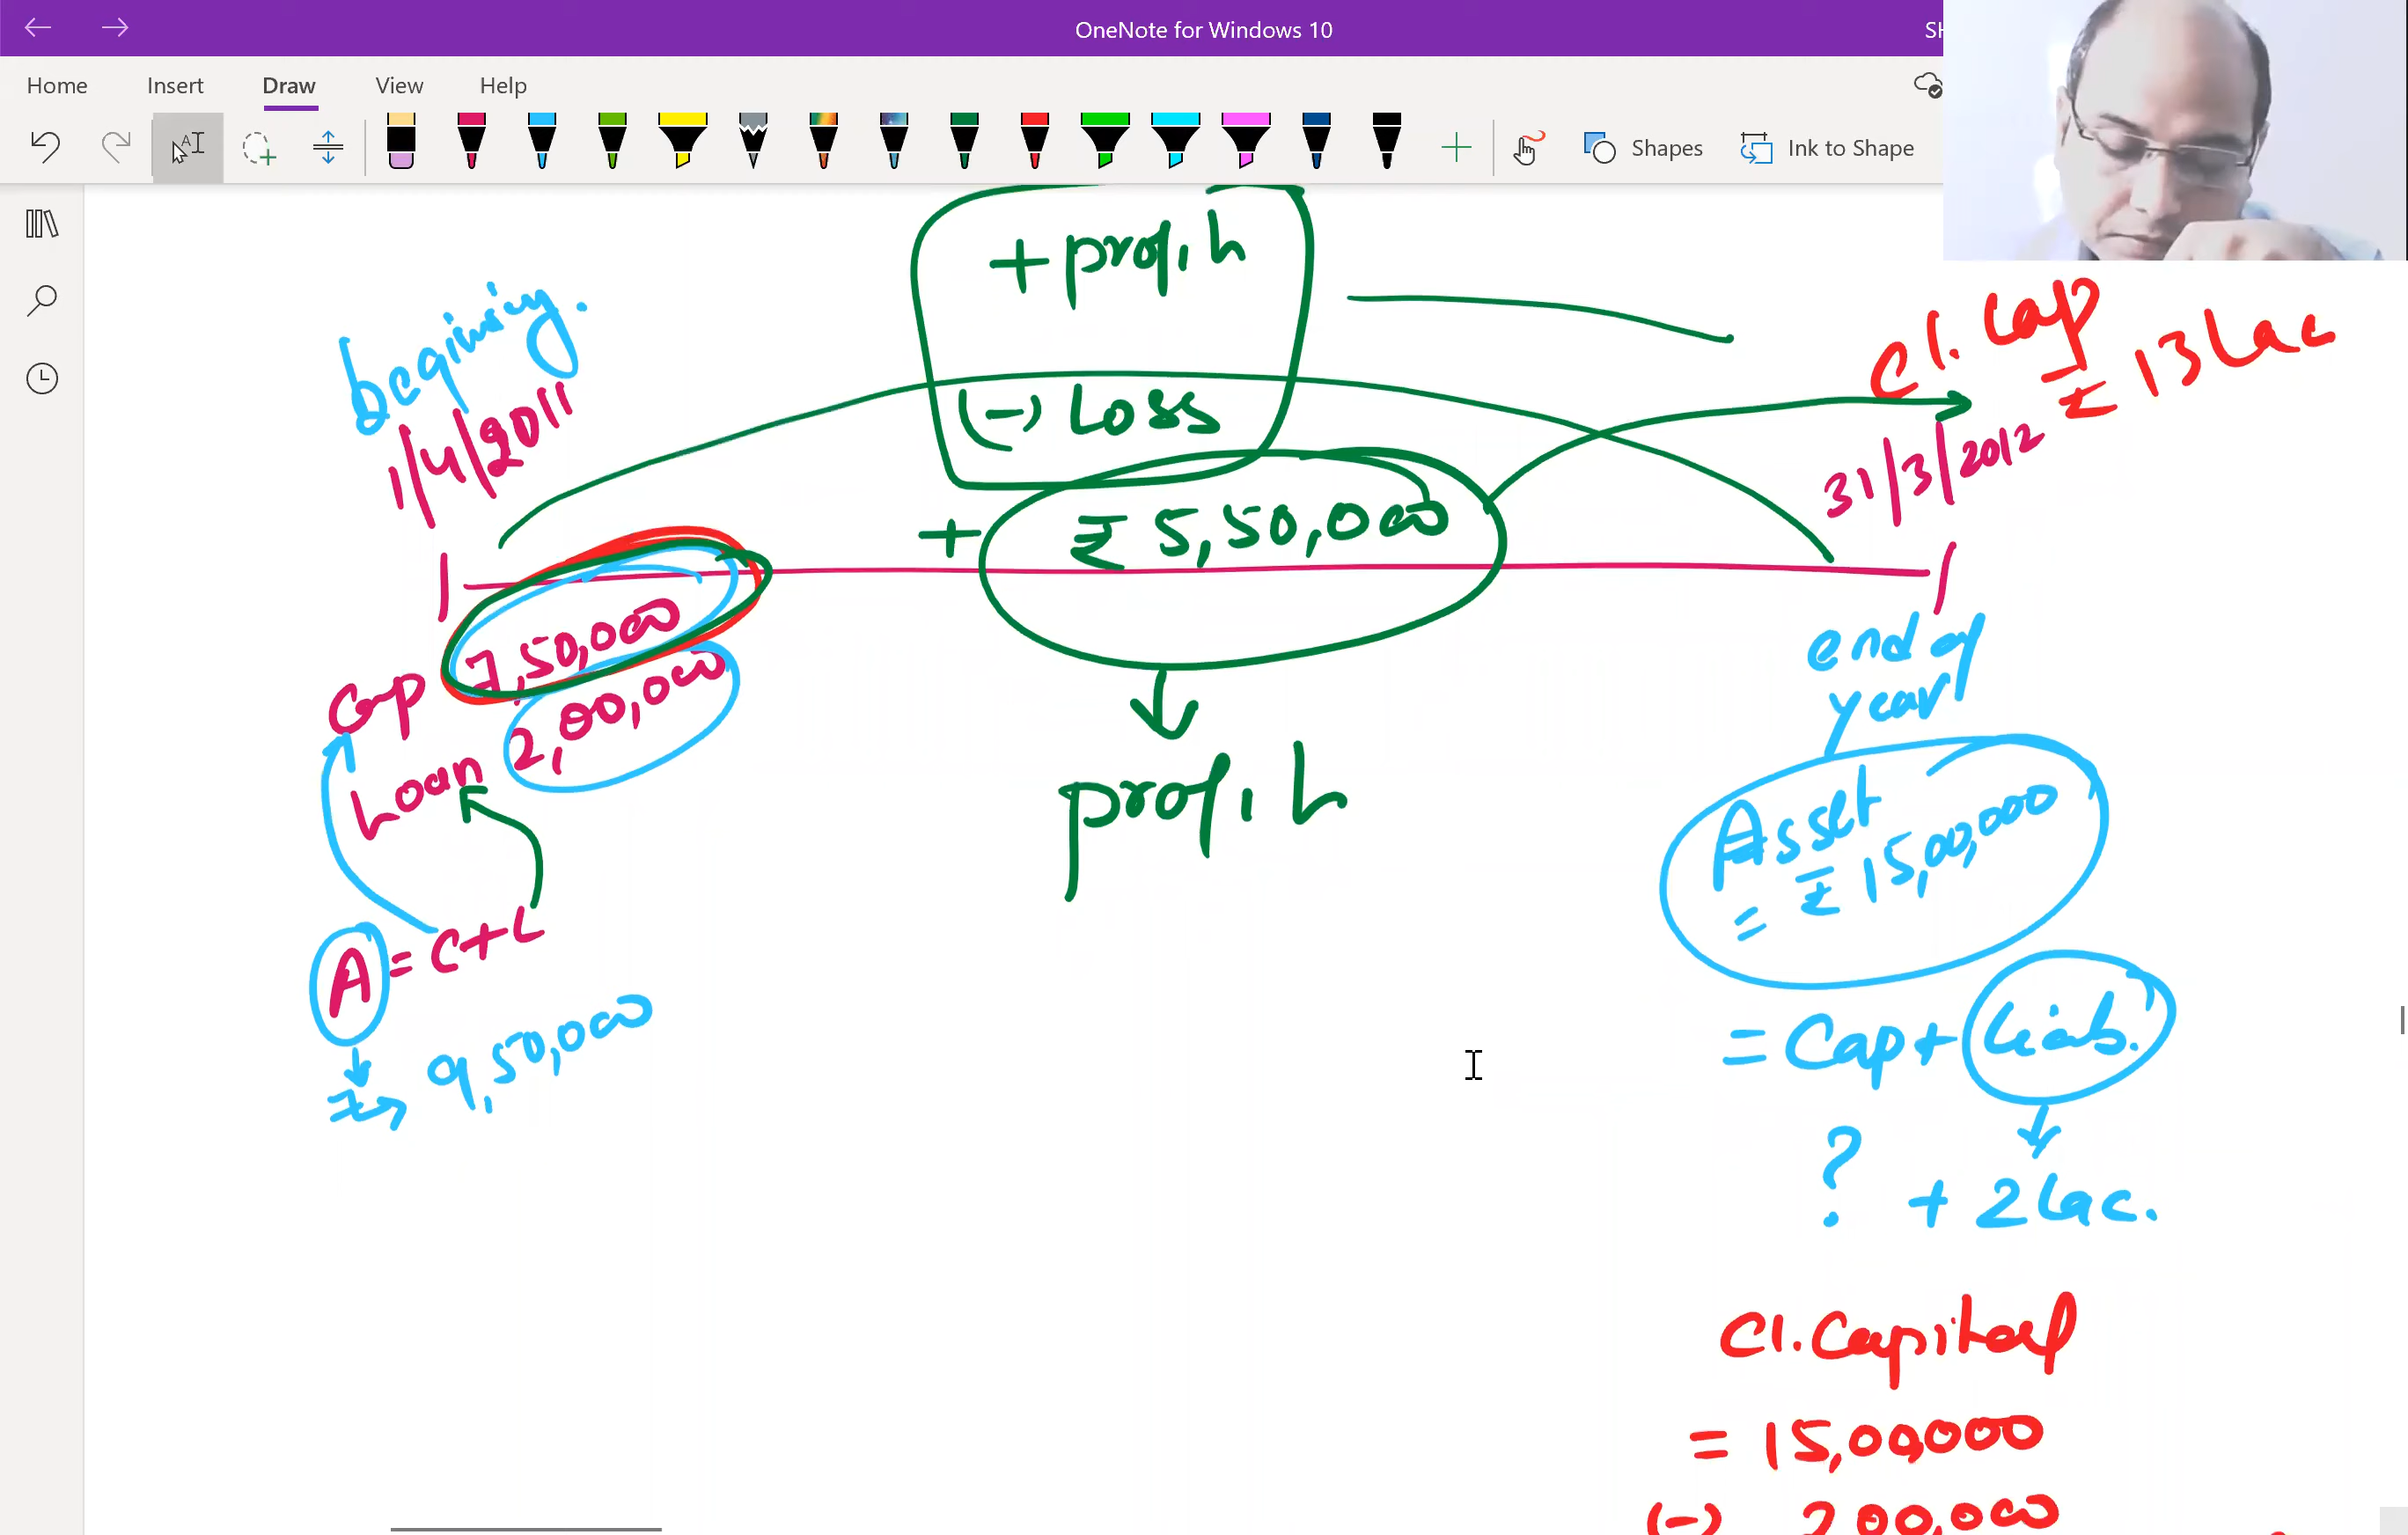 OneNote for Windows 10
SH
Home Insert Draw View Help
Shapes
Ink to Shape
+ profit
(-) Loss
begining.
1/4/2011
Cl. Cap
₹ 13 Lac
31/3/2012
+ ₹ 5,50,000
Cap 7,50,000
Loan 2,00,000
profit
end of
year
Asset
= ₹ 15,00,000
A = C+L
9,50,000
= Cap + Liab.
? + 2 Lac.
Cl. Capital
= 15,00,000
(-) 2,00,000